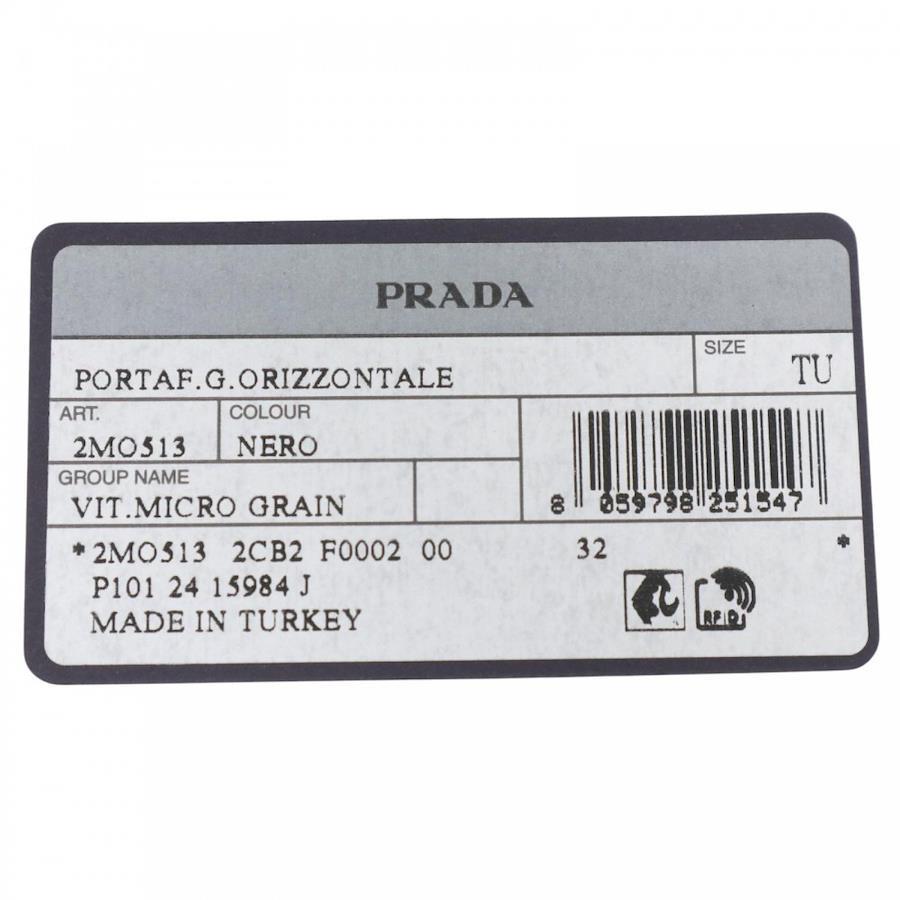 PRADA
PORTAF.G.ORIZZONTALE
SIZE
TU
ART.
2MO513
COLOUR
NERO
GROUP NAME
VIT.MICRO GRAIN
8 059798 251547
*2MO513 2CB2 F0002 00 32 *
P101 24 15984 J
MADE IN TURKEY
RFID